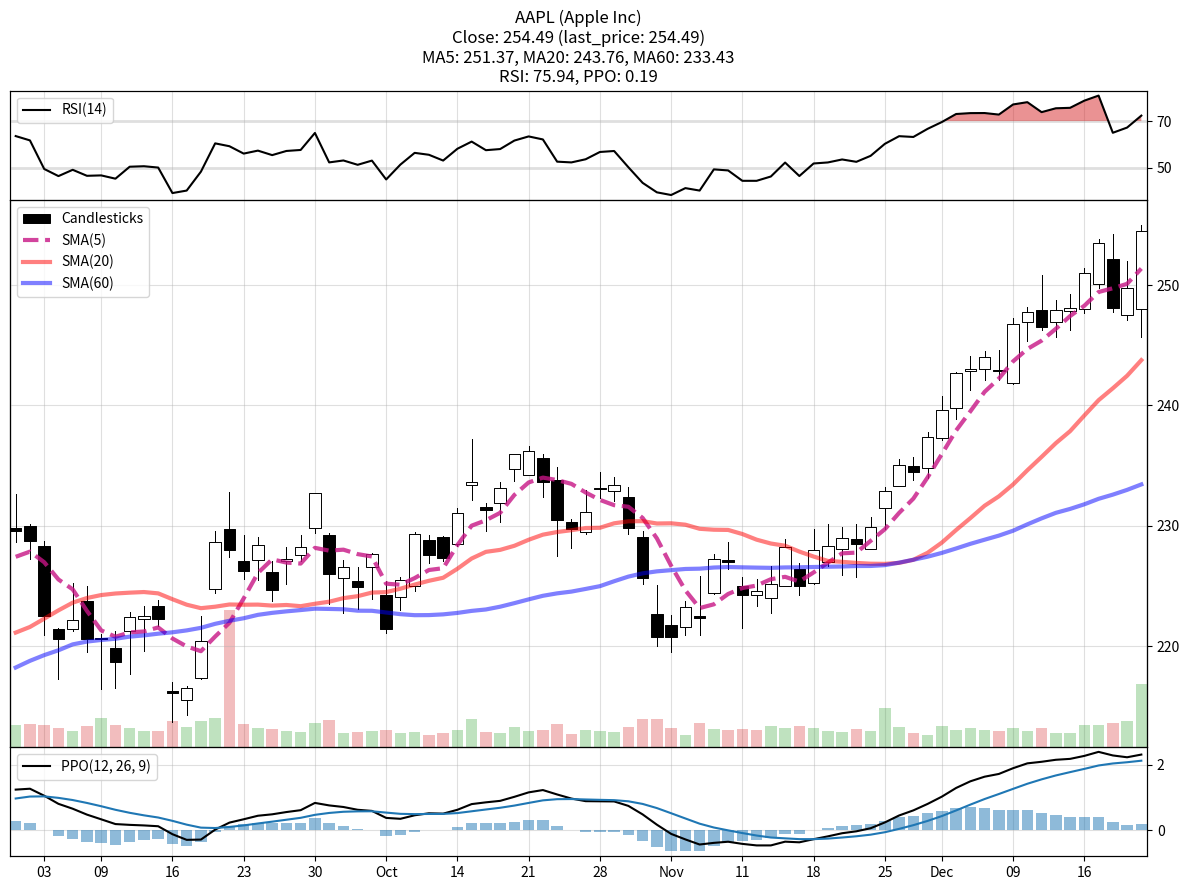 AAPL (Apple Inc)
Close: 254.49 (last_price: 254.49)
MA5: 251.37, MA20: 243.76, MA60: 233.43
RSI: 75.94, PPO: 0.19
RSI(14)
70
50
Candlesticks
SMA(5)
SMA(20)
SMA(60)
250
240
230
220
PPO(12, 26, 9)
2
0
03 09 16 23 30 Oct 14 21 28 Nov 11 18 25 Dec 09 16